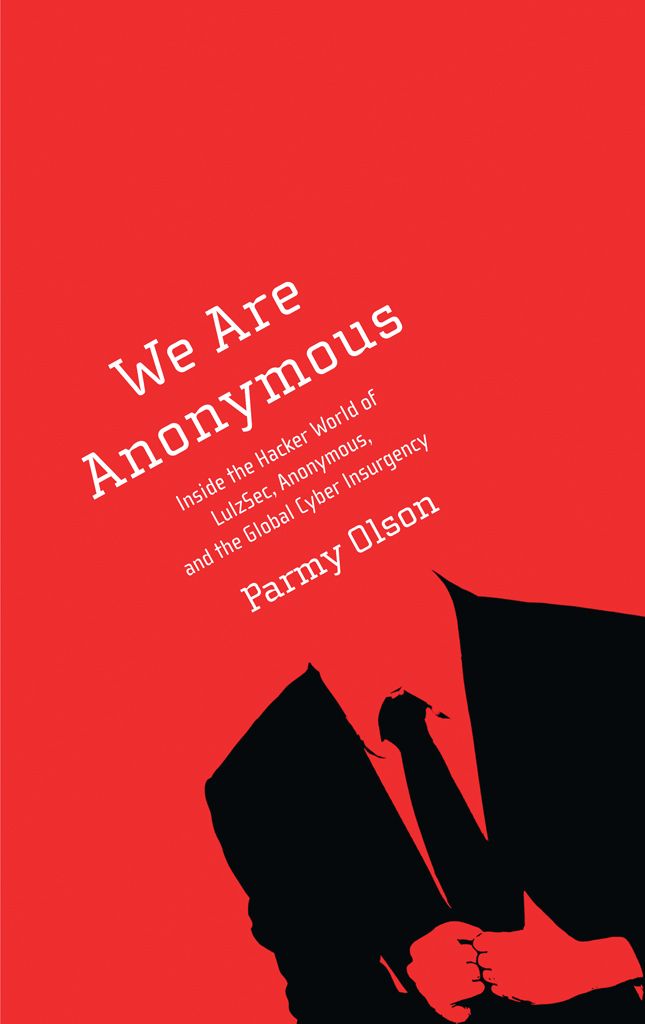 We Are
Anonymous
Inside the Hacker World of
LulzSec, Anonymous,
and the Global Cyber Insurgency
Parmy Olson